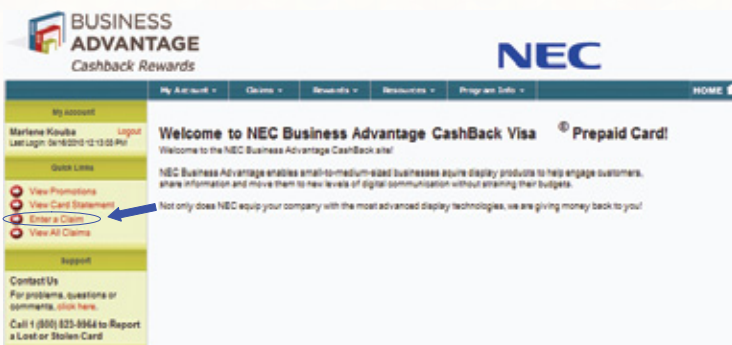 BUSINESS
ADVANTAGE
Cashback Rewards
NEC
My Account
Claims
Rewards
Resources
Program Info
HOME
My account
Marlene Kouba Logout
Last Login:
Quick Links
View Promotions
View Card Statement
Enter a Claim
View All Claims
Support
Contact Us
For problems, questions or
comments, click here.
Call 1 (800) 823-8964 to Report
a Lost or Stolen Card
Welcome to NEC Business Advantage CashBack Visa ® Prepaid Card!
Welcome to the NEC Business Advantage CashBack site!
NEC Business Advantage enables small-to-medium-sized businesses aquire display products to help engage customers,
share information and move them to new levels of digital communication without straining their budgets.
Not only does NEC equip your company with the most advanced display technologies, we are giving money back to you!